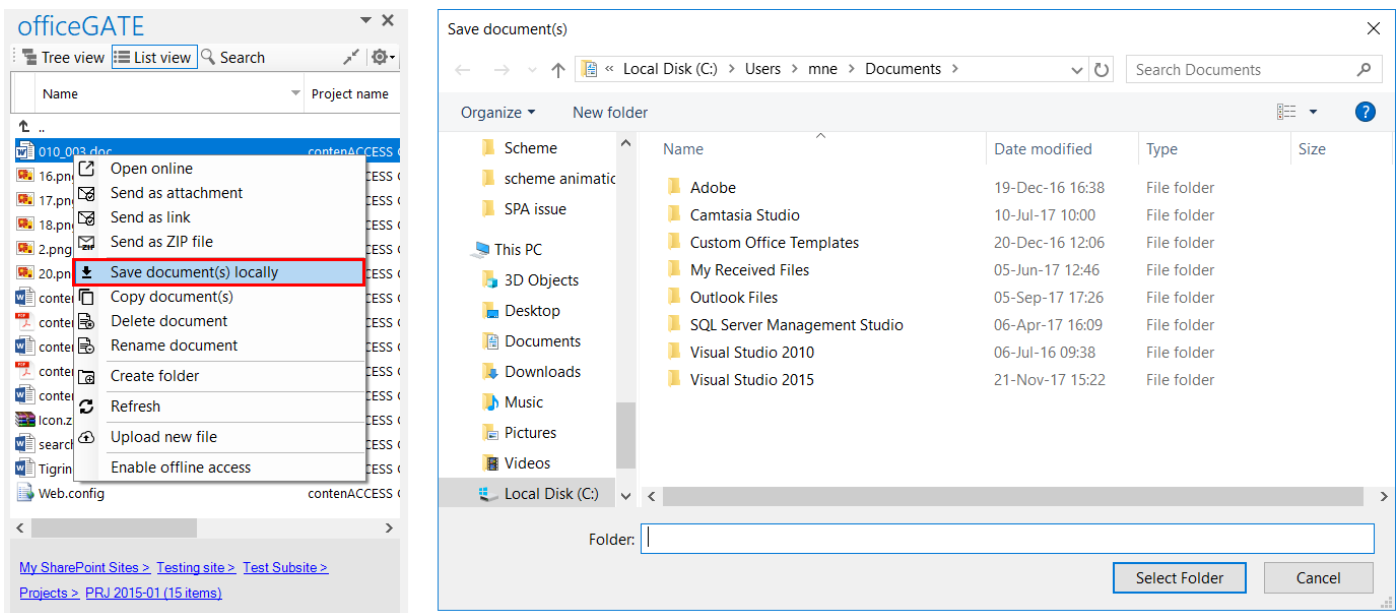 officeGATE
Tree view List view Search
Name Project name
..
010_003.doc contenACCESS
16.png
17.png
18.png
2.png
20.png
Icon.z
search
Tigrin
Web.config contenACCESS
Open online
Send as attachment
Send as link
Send as ZIP file
Save document(s) locally
Copy document(s)
Delete document
Rename document
Create folder
Refresh
Upload new file
Enable offline access
My SharePoint Sites > Testing site > Test Subsite >
Projects > PRJ 2015-01 (15 items)
Save document(s)
« Local Disk (C:) > Users > mne > Documents >
Search Documents
Organize New folder
Scheme
scheme animatic
SPA issue
This PC
3D Objects
Desktop
Documents
Downloads
Music
Pictures
Videos
Local Disk (C:)
Name Date modified Type Size
Adobe 19-Dec-16 16:38 File folder
Camtasia Studio 10-Jul-17 10:00 File folder
Custom Office Templates 20-Dec-16 12:06 File folder
My Received Files 05-Jun-17 12:46 File folder
Outlook Files 05-Sep-17 17:26 File folder
SQL Server Management Studio 06-Apr-17 16:09 File folder
Visual Studio 2010 06-Jul-16 09:38 File folder
Visual Studio 2015 21-Nov-17 15:22 File folder
Folder:
Select Folder Cancel